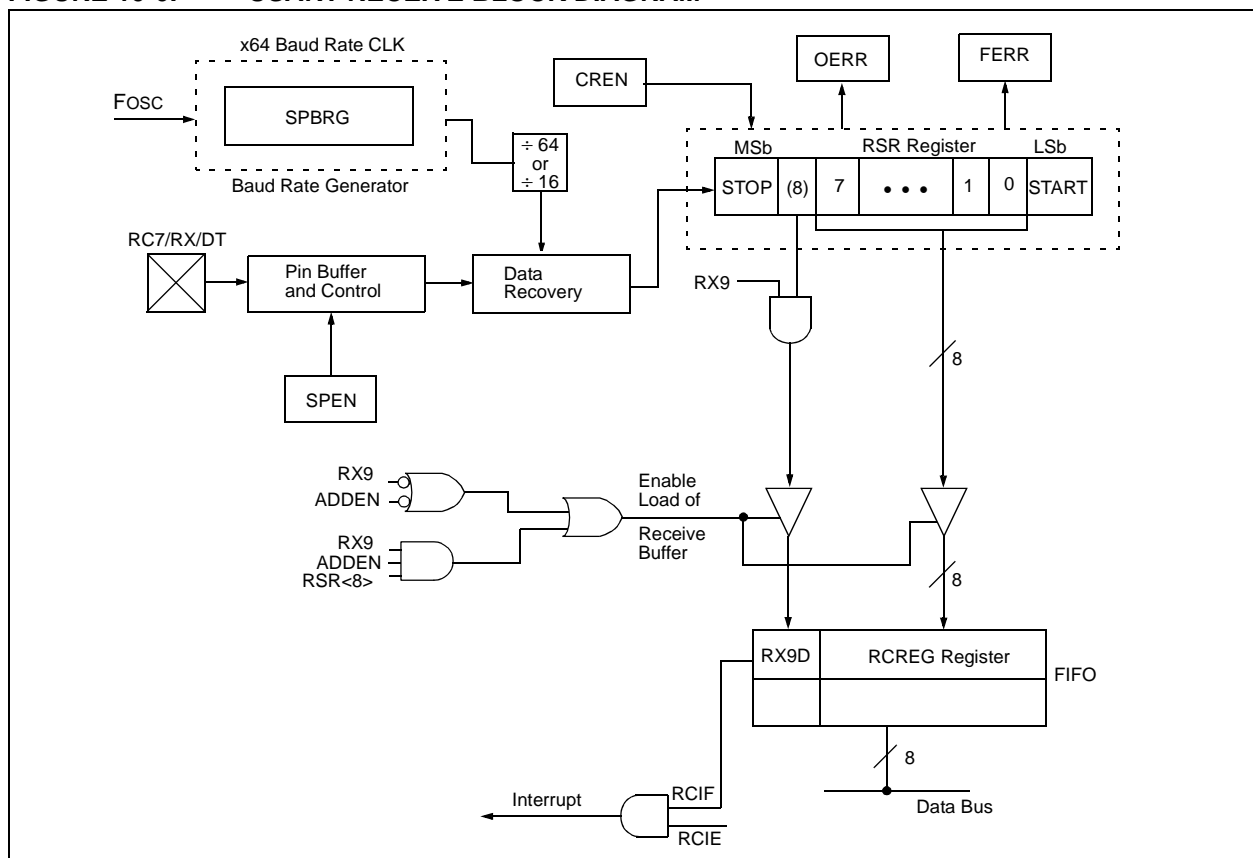 x64 Baud Rate CLK
FOSC
SPBRG
Baud Rate Generator
÷ 64
or
÷ 16
CREN
OERR
FERR
MSb
RSR Register
LSb
STOP
(8)
7
• • •
1
0
START
RC7/RX/DT
Pin Buffer
and Control
Data
Recovery
SPEN
RX9
8
RX9
ADDEN
RX9
ADDEN
RSR<8>
Enable
Load of
Receive
Buffer
8
RX9D
RCREG Register
FIFO
8
Data Bus
Interrupt
RCIF
RCIE